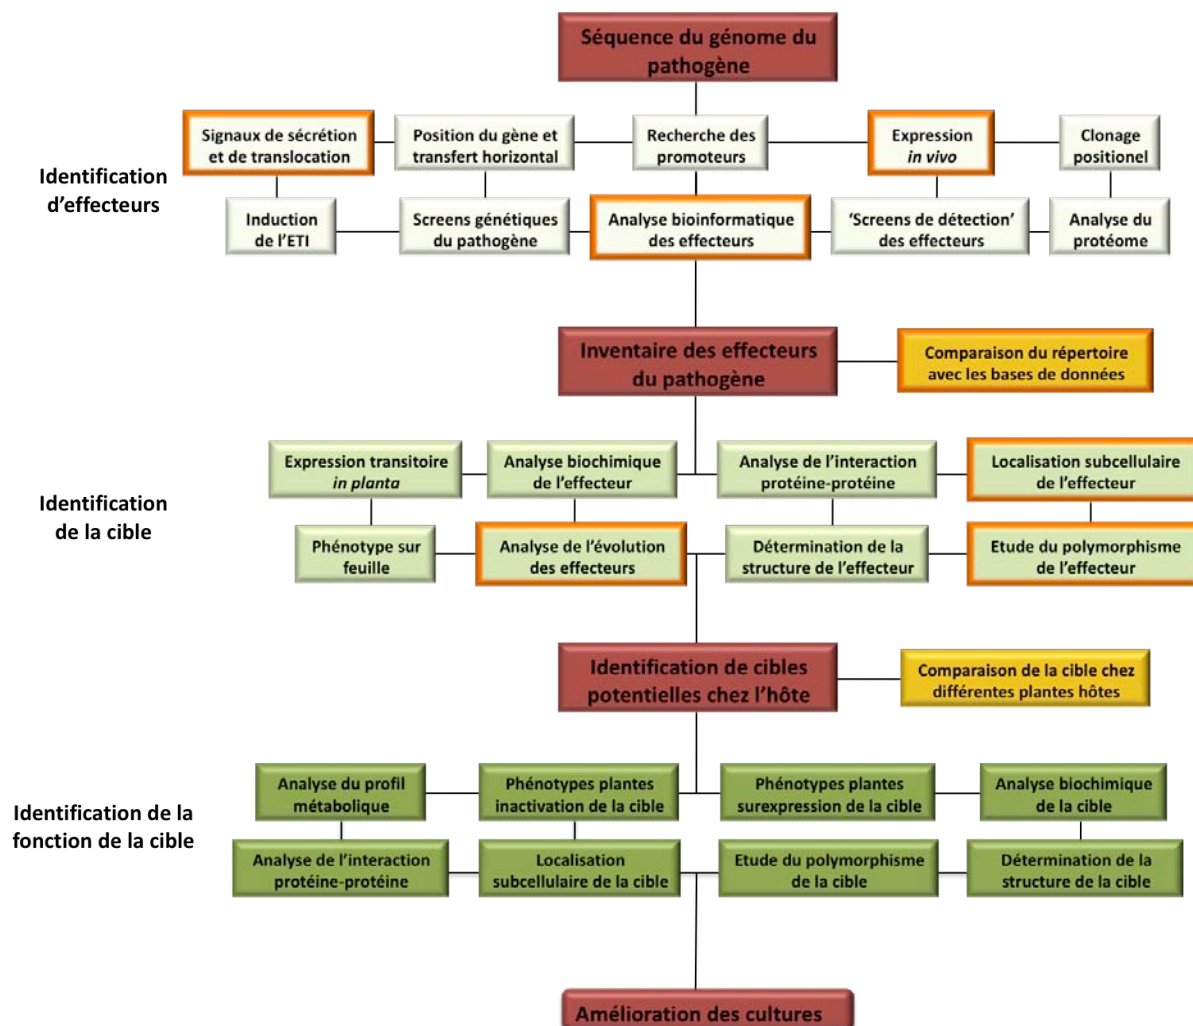 Séquence du génome du
pathogène
Signaux de sécrétion
et de translocation
Position du gène et
transfert horizontal
Recherche des
promoteurs
Expression
in vivo
Clonage
positionel
Identification
d'effecteurs
Induction
de l'ETI
Screens génétiques
du pathogène
Analyse bioinformatique
des effecteurs
'Screens de détection'
des effecteurs
Analyse du
protéome
Inventaire des effecteurs
du pathogène
Comparaison du répertoire
avec les bases de données
Expression transitoire
in planta
Analyse biochimique
de l'effecteur
Analyse de l'interaction
protéine-protéine
Localisation subcellulaire
de l'effecteur
Identification
de la cible
Phénotype sur
feuille
Analyse de l'évolution
des effecteurs
Détermination de la
structure de l'effecteur
Etude du polymorphisme
de l'effecteur
Identification de cibles
potentielles chez l'hôte
Comparaison de la cible chez
différentes plantes hôtes
Analyse du profil
métabolique
Phénotypes plantes
inactivation de la cible
Phénotypes plantes
surexpression de la cible
Analyse biochimique
de la cible
Identification de la
fonction de la cible
Analyse de l'interaction
protéine-protéine
Localisation
subcellulaire de la cible
Etude du polymorphisme
de la cible
Détermination de la
structure de la cible
Amélioration des cultures